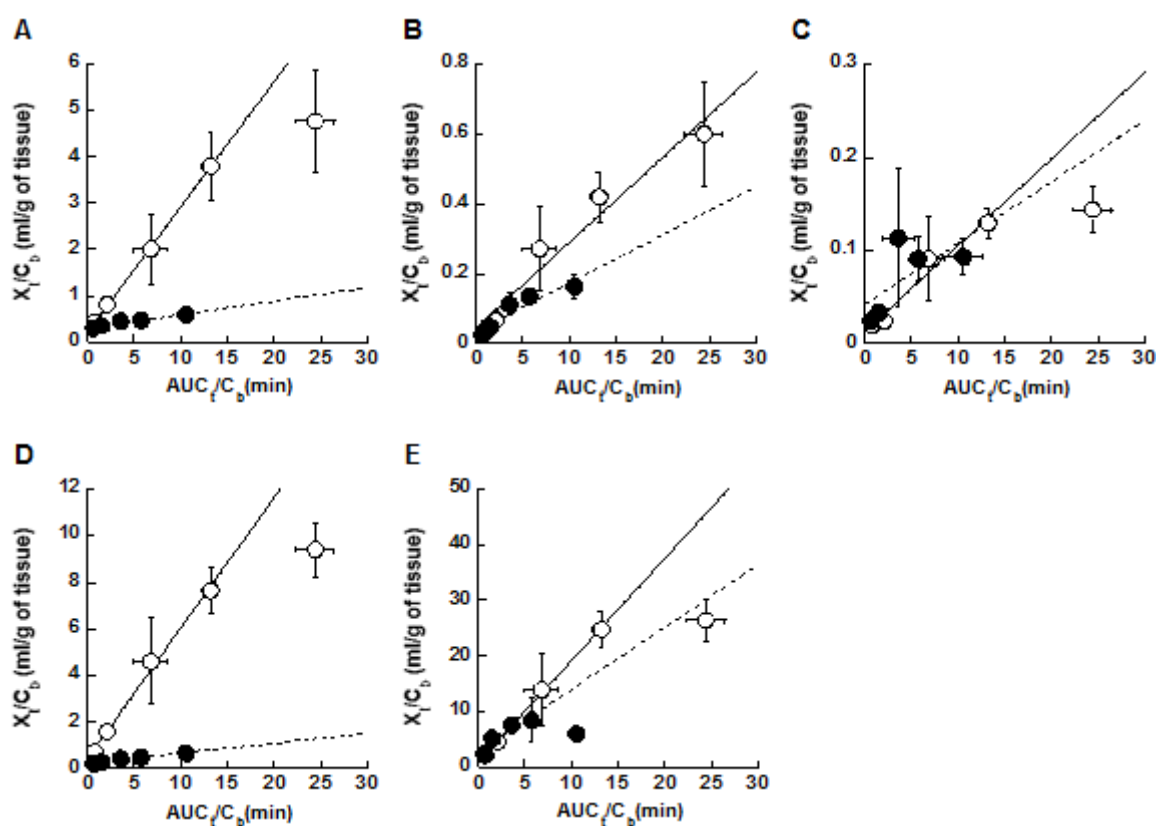 A
X_t/C_b (ml/g of tissue)
6
5
4
3
2
1
0
0 5 10 15 20 25 30
AUC_t/C_b(min)
B
X_t/C_b (ml/g of tissue)
0.8
0.6
0.4
0.2
0
0 5 10 15 20 25 30
AUC_t/C_b(min)
C
X_t/C_b (ml/g of tissue)
0.3
0.2
0.1
0
0 5 10 15 20 25 30
AUC_t/C_b(min)
D
X_t/C_b (ml/g of tissue)
12
10
8
6
4
2
0
0 5 10 15 20 25 30
AUC_t/C_b(min)
E
X_t/C_b (ml/g of tissue)
50
40
30
20
10
0
0 5 10 15 20 25 30
AUC_t/C_b(min)